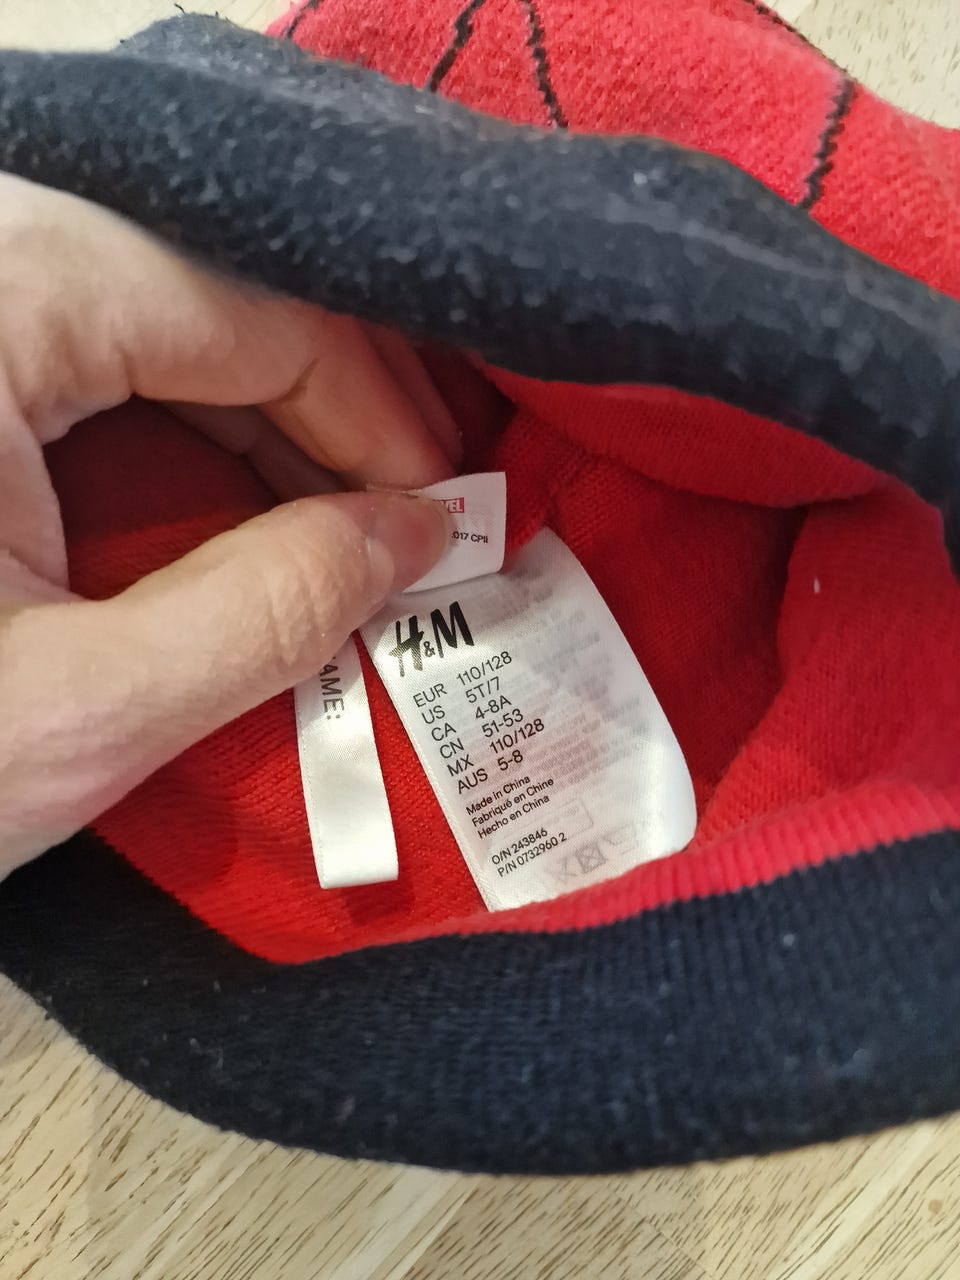 VEL
.017 CPII
H&M
EUR 110/128
US 5T/7
CA 4-8A
CN 51-53
MX 110/128
AUS 5-8
Made in China
Fabriqué en Chine
Hecho en China
O/N 243846
P/N 0732960 2
AME: